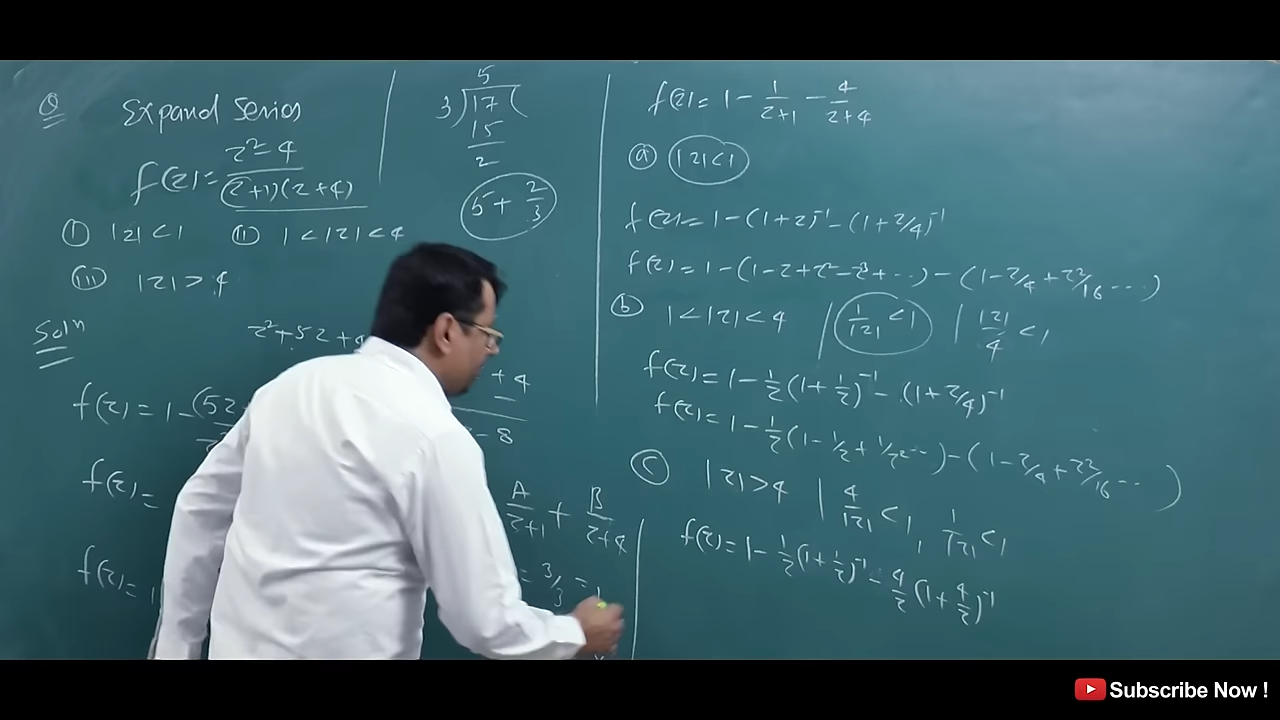 Q Expand Series
f(z) = z²-4 / (z+1)(z+4)
(i) |z| < 1 (ii) 1 < |z| < 4
(iii) |z| > 4
Soln
z²+5z+4
+4
-
-8
f(z) = 1-(5z
f(z) =
A/z+1 + B/z+4
f(z) = 1
= 3/3 =
5
3)17(
15
2
5 + 2/3
f(z) = 1 - 1/z+1 - 4/z+4
(a) |z| < 1
f(z) = 1-(1+z)⁻¹-(1+z/4)⁻¹
f(z) = 1-(1-z+z²-z³+...) - (1-z/4+z²/16 ...)
(b) 1 < |z| < 4 | 1/|z| < 1 | |z|/4 < 1
f(z) = 1-1/z(1+1/z)⁻¹-(1+z/4)⁻¹
f(z) = 1-1/z(1-1/z+1/z²...)-(1-z/4+z²/16 ...)
(c) |z| > 4 | 4/|z| < 1, 1/|z| < 1
f(z) = 1-1/z(1+1/z)⁻¹-4/z(1+4/z)⁻¹
Subscribe Now !